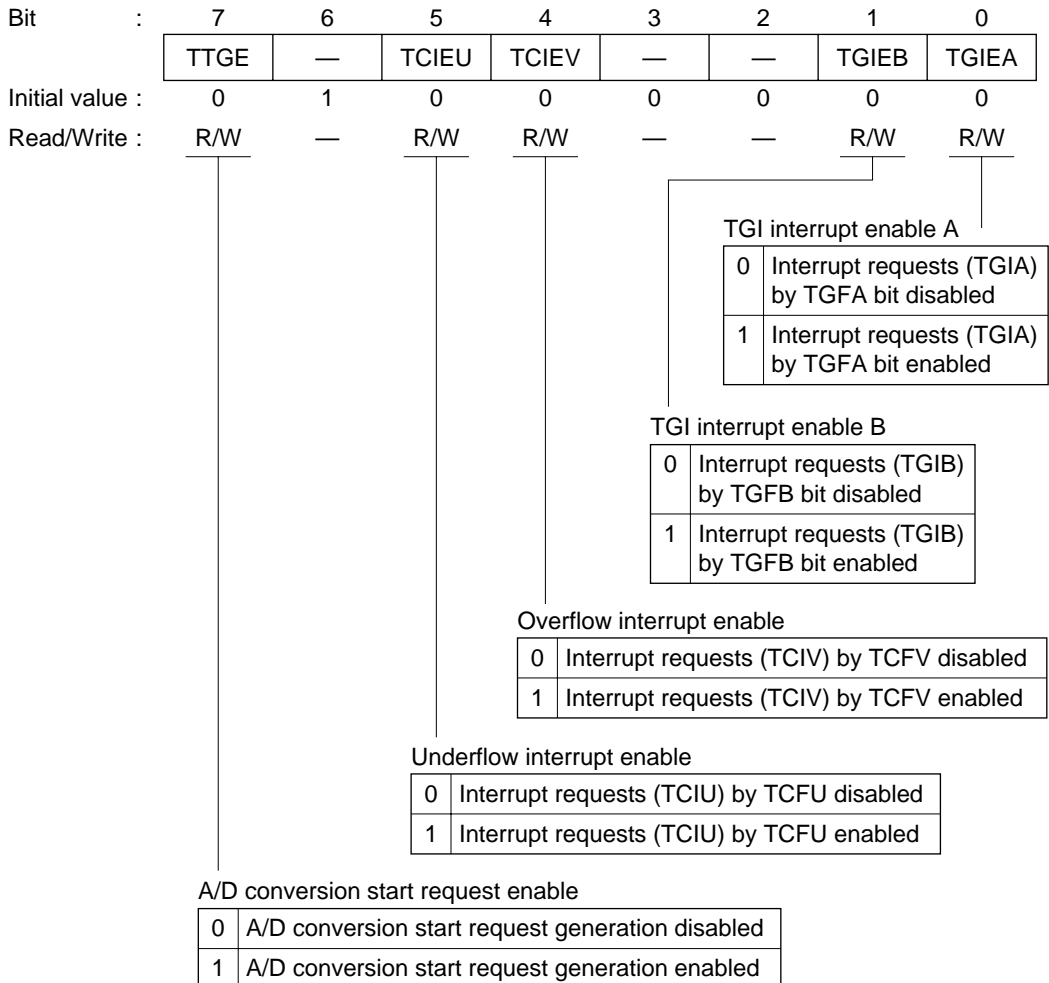 Bit : 7 6 5 4 3 2 1 0
TTGE — TCIEU TCIEV — — TGIEB TGIEA
Initial value : 0 1 0 0 0 0 0 0
Read/Write : R/W — R/W R/W — — R/W R/W
TGI interrupt enable A
0 Interrupt requests (TGIA)
by TGFA bit disabled
1 Interrupt requests (TGIA)
by TGFA bit enabled
TGI interrupt enable B
0 Interrupt requests (TGIB)
by TGFB bit disabled
1 Interrupt requests (TGIB)
by TGFB bit enabled
Overflow interrupt enable
0 Interrupt requests (TCIV) by TCFV disabled
1 Interrupt requests (TCIV) by TCFV enabled
Underflow interrupt enable
0 Interrupt requests (TCIU) by TCFU disabled
1 Interrupt requests (TCIU) by TCFU enabled
A/D conversion start request enable
0 A/D conversion start request generation disabled
1 A/D conversion start request generation enabled